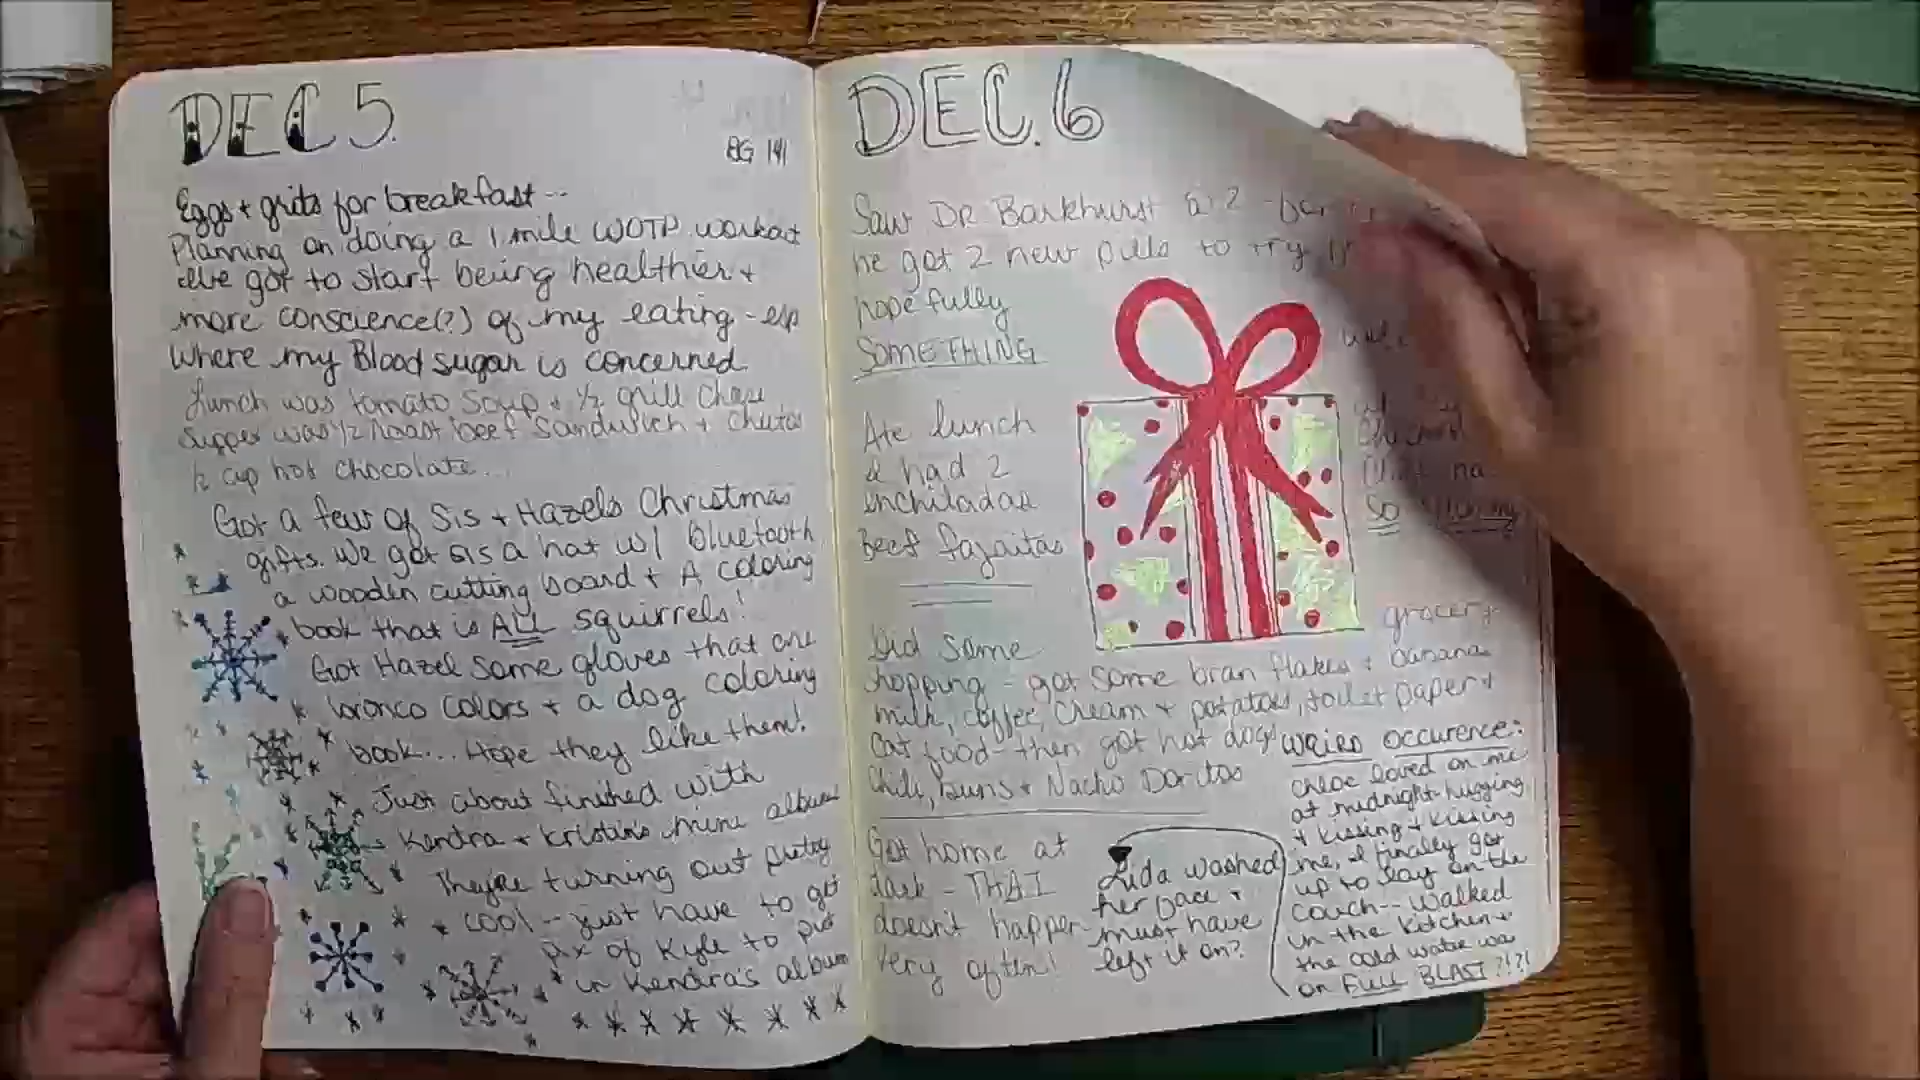 DEC 5.
BG 141
Eggs + grits for breakfast --
Planning on doing a 1 mile WOTP workout
I've got to start being healthier +
more conscience(?) of my eating - esp
where my Blood sugar is concerned
Lunch was tomato soup + 1/2 grill cheese
Supper was 1/2 roast beef sandwich +
1/2 cup hot chocolate...
Got a few of Sis + Hazels Christmas
gifts. We got sis a hat w/ Bluetooth
a wooden cutting board + A coloring
book that is ALL squirrels!
Got Hazel some gloves that are
bronco colors + a dog coloring
book... Hope they like them!
Just about finished with
Kendra + Kristin's mini albums
They're turning out pretty
cool -- just have to get
pix of Kyle to put
in Kendra's album
DEC. 6
Saw DR Barkhurst @ 2
he got 2 new pills to try
hopefully
SOMETHING
Ate lunch
& had 2
enchiladas
Beef fajaitas
So
Did some grocery
shopping - got some bran flakes + banana
milk, coffee, cream + potatoes, toilet paper +
cat food - then got hot dogs
chili, buns + Nacho Doritos
Got home at
dark - THAT
doesn't happen
very often!
Lida washed
her face +
must have
left it on?
WEIRD OCCURENCE:
Chloe loved on me
at midnight - hugging
+ kissing + kissing
me, I finally got
up to lay on the
couch -- walked
in the kitchen +
the cold water was
on FULL BLAST?!?!